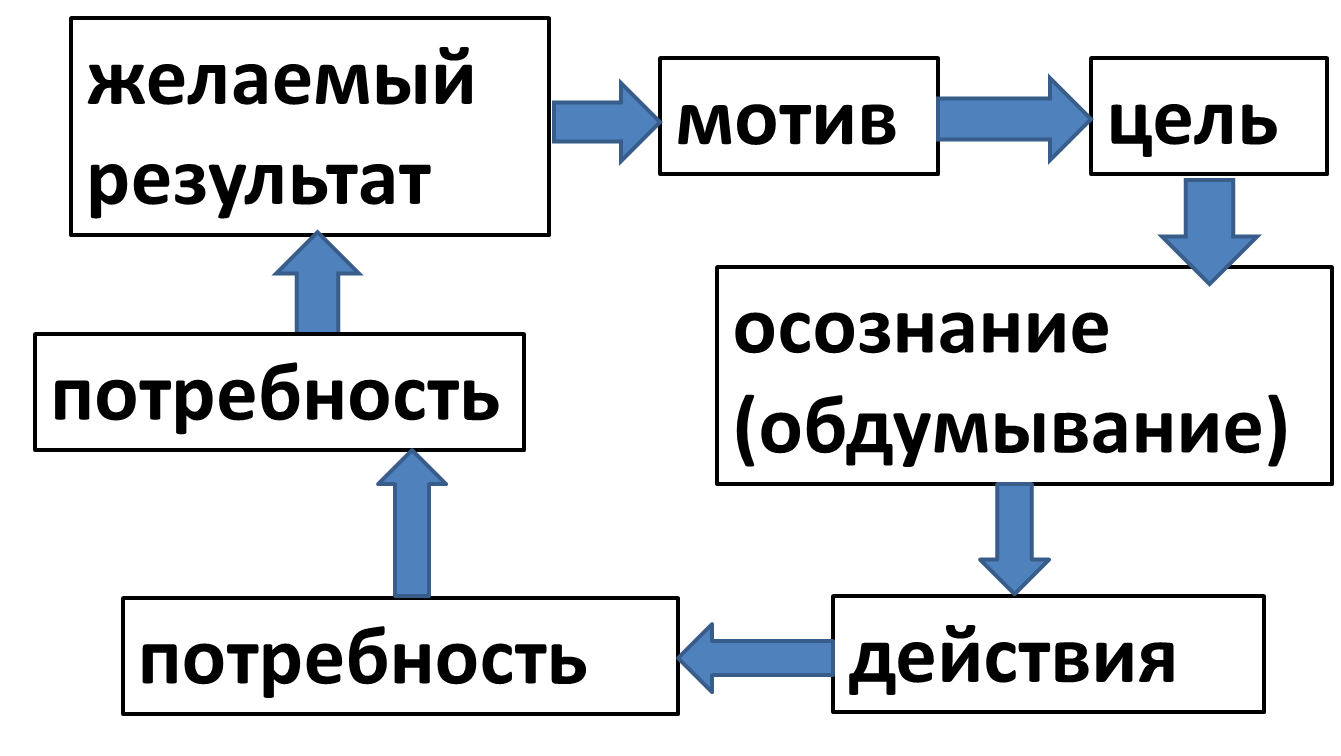 желаемый
результат
мотив
цель
потребность
осознание
(обдумывание)
потребность
действия